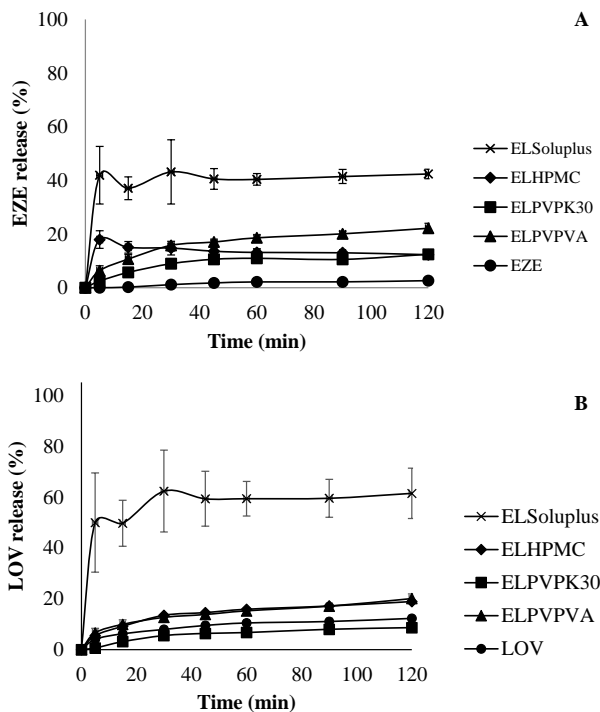 A
100
80
60
40
20
0
EZE release (%)
0 20 40 60 80 100 120
Time (min)
ELSoluplus
ELHPMC
ELPVPK30
ELPVPVA
EZE
B
100
80
60
40
20
0
LOV release (%)
0 20 40 60 80 100 120
Time (min)
ELSoluplus
ELHPMC
ELPVPK30
ELPVPVA
LOV